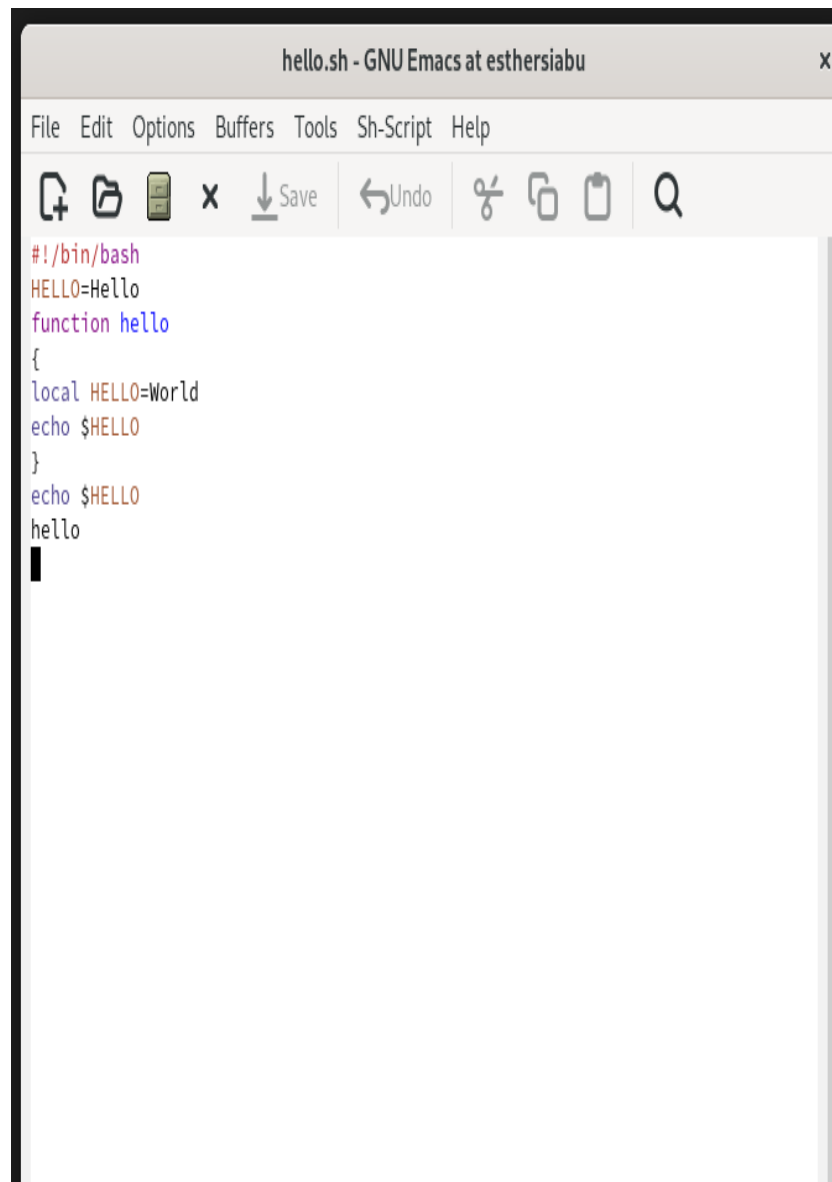 hello.sh - GNU Emacs at esthersiabu
File Edit Options Buffers Tools Sh-Script Help
Save Undo
#!/bin/bash
HELLO=Hello
function hello
{
local HELLO=World
echo $HELLO
}
echo $HELLO
hello